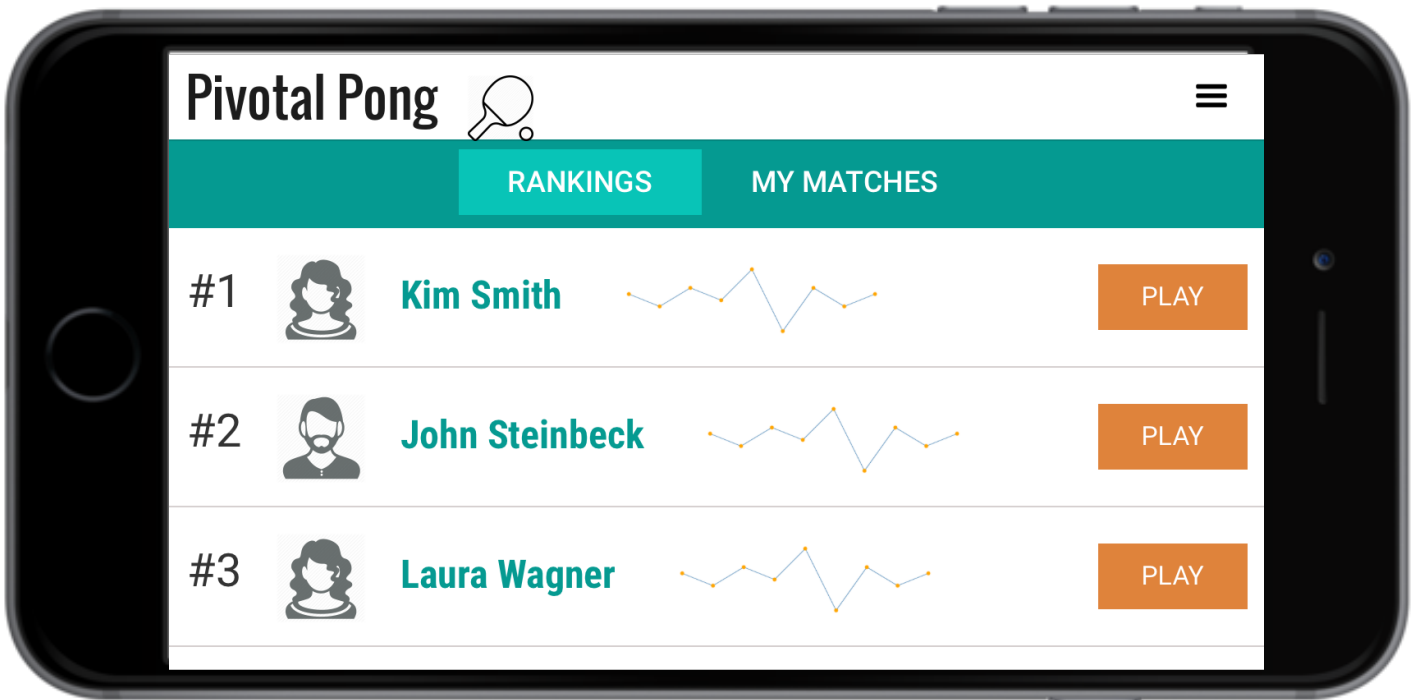 Pivotal Pong
RANKINGS MY MATCHES
#1 Kim Smith PLAY
#2 John Steinbeck PLAY
#3 Laura Wagner PLAY